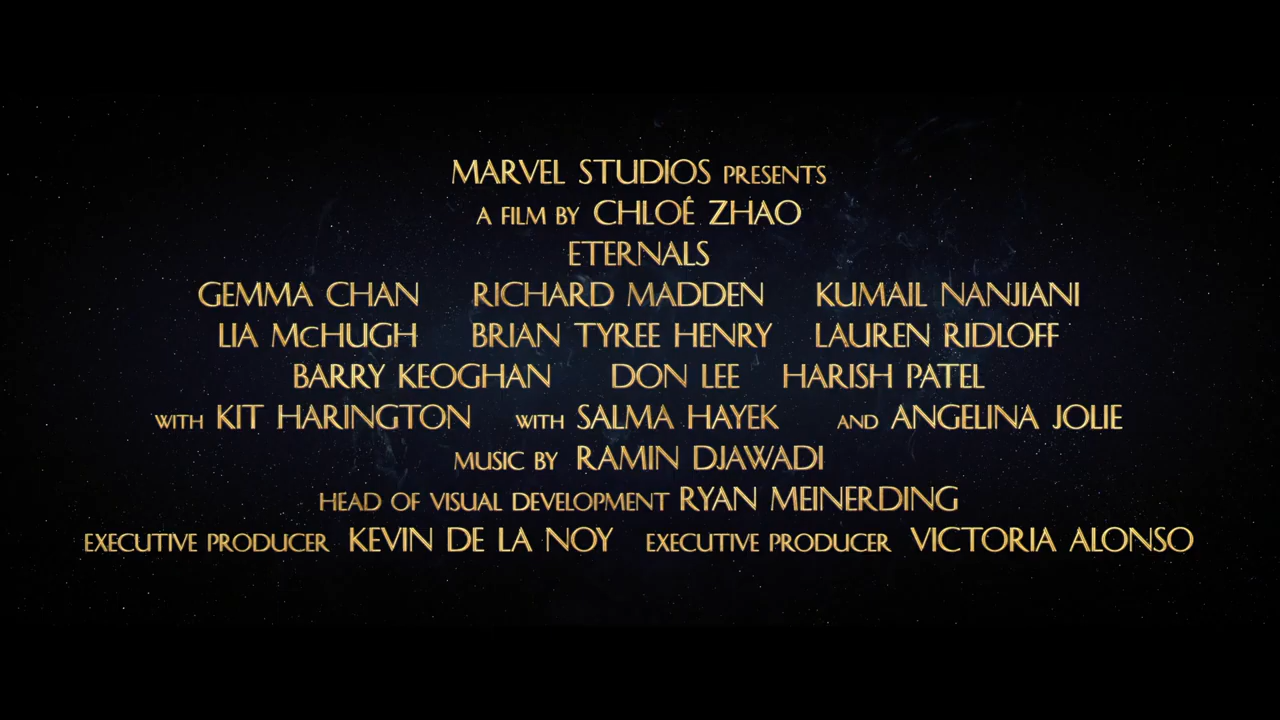 MARVEL STUDIOS PRESENTS
A FILM BY CHLOÉ ZHAO
ETERNALS
GEMMA CHAN RICHARD MADDEN KUMAIL NANJIANI
LIA McHUGH BRIAN TYREE HENRY LAUREN RIDLOFF
BARRY KEOGHAN DON LEE HARISH PATEL
WITH KIT HARINGTON WITH SALMA HAYEK AND ANGELINA JOLIE
MUSIC BY RAMIN DJAWADI
HEAD OF VISUAL DEVELOPMENT RYAN MEINERDING
EXECUTIVE PRODUCER KEVIN DE LA NOY EXECUTIVE PRODUCER VICTORIA ALONSO